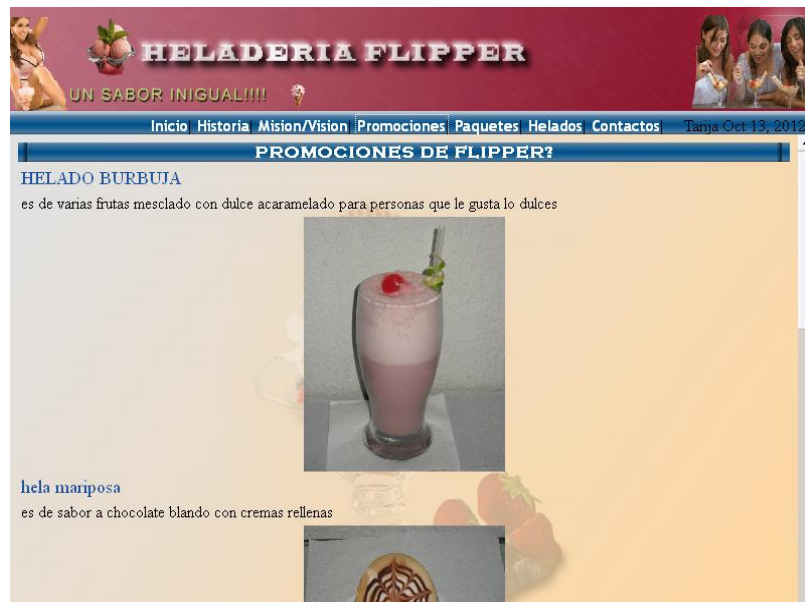 HELADERIA FLIPPER
UN SABOR INIGUAL!!!!
Inicio| Historia| Mision/Vision| Promociones| Paquetes| Helados| Contactos| Tarija Oct 13, 2012
PROMOCIONES DE FLIPPER?
HELADO BURBUJA
es de varias frutas mesclado con dulce acaramelado para personas que le gusta lo dulces
hela mariposa
es de sabor a chocolate blando con cremas rellenas